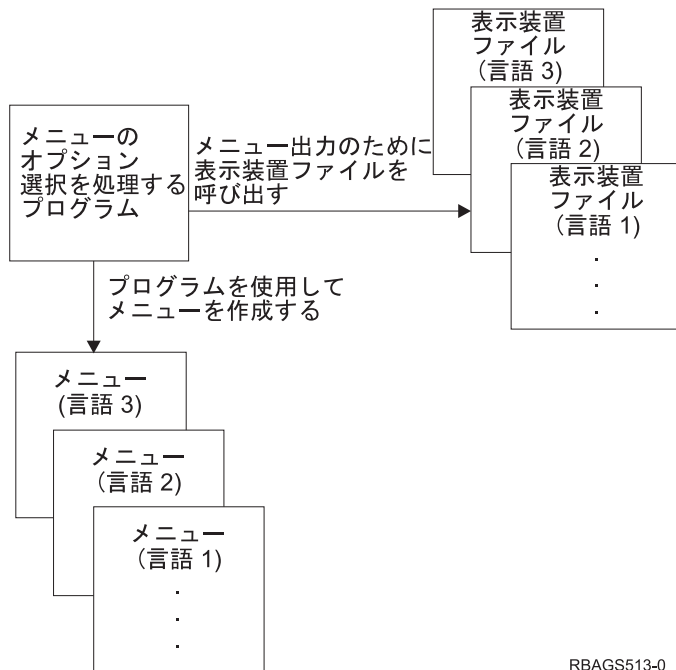 表示装置
ファイル
(言語 3)
表示装置
ファイル
(言語 2)
表示装置
ファイル
(言語 1)
.
.
.
メニューの
オプション
選択を処理する
プログラム
メニュー出力のために
表示装置ファイルを
呼び出す
プログラムを使用して
メニューを作成する
メニュー
(言語 3)
メニュー
(言語 2)
メニュー
(言語 1)
.
.
.
RBAGS513-0